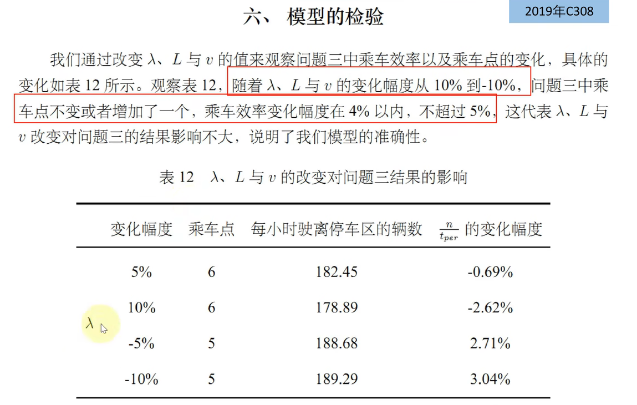 六、模型的检验
2019年C308
我们通过改变 λ、L 与 v 的值来观察问题三中乘车效率以及乘车点的变化，具体的
变化如表 12 所示。观察表 12，随着 λ、L 与 v 的变化幅度从 10% 到-10%，问题三中乘
车点不变或者增加了一个，乘车效率变化幅度在 4% 以内，不超过 5%，这代表 λ、L 与
v 改变对问题三的结果影响不大，说明了我们模型的准确性。
表 12 λ、L 与 v 的改变对问题三结果的影响
变化幅度 乘车点 每小时驶离停车区的辆数 n/t_per 的变化幅度
5% 6 182.45 -0.69%
10% 6 178.89 -2.62%
λ
-5% 5 188.68 2.71%
-10% 5 189.29 3.04%